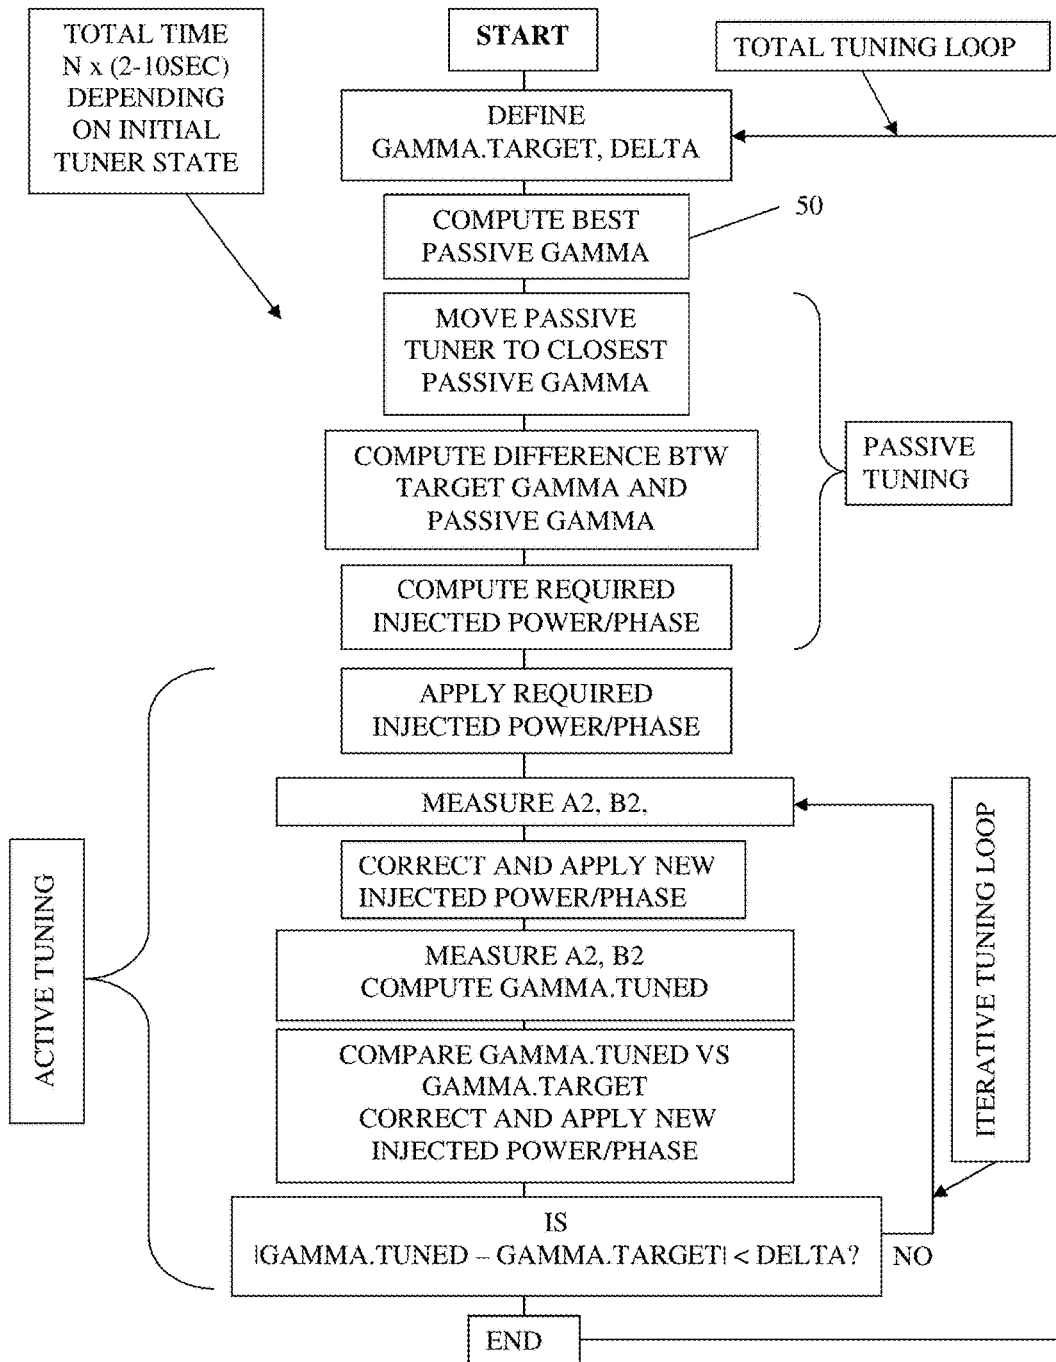 TOTAL TIME
N x (2-10SEC)
DEPENDING
ON INITIAL
TUNER STATE
START
TOTAL TUNING LOOP
DEFINE
GAMMA.TARGET, DELTA
COMPUTE BEST
PASSIVE GAMMA
50
MOVE PASSIVE
TUNER TO CLOSEST
PASSIVE GAMMA
COMPUTE DIFFERENCE BTW
TARGET GAMMA AND
PASSIVE GAMMA
PASSIVE
TUNING
COMPUTE REQUIRED
INJECTED POWER/PHASE
APPLY REQUIRED
INJECTED POWER/PHASE
MEASURE A2, B2,
CORRECT AND APPLY NEW
INJECTED POWER/PHASE
MEASURE A2, B2
COMPUTE GAMMA.TUNED
COMPARE GAMMA.TUNED VS
GAMMA.TARGET
CORRECT AND APPLY NEW
INJECTED POWER/PHASE
ACTIVE TUNING
ITERATIVE TUNING LOOP
IS
|GAMMA.TUNED – GAMMA.TARGET| < DELTA?
NO
END